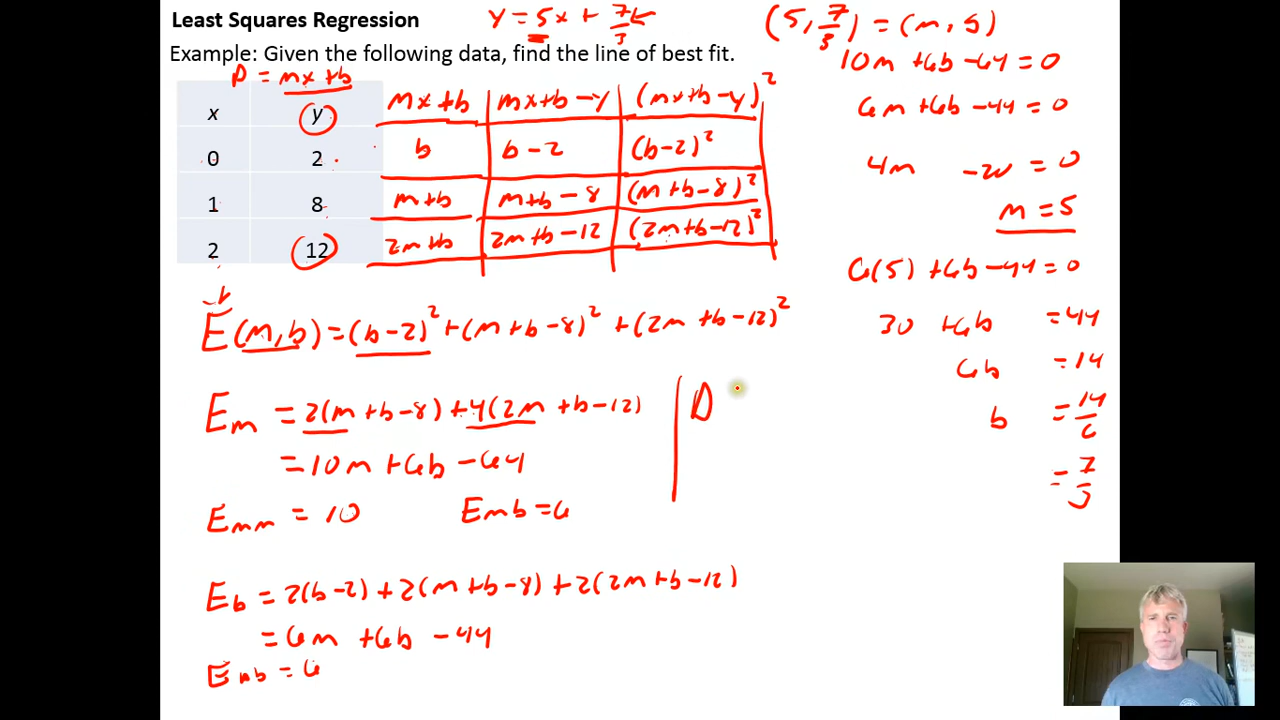 Least Squares Regression
y = 5x + 7/3
(5, 7/3) = (m, b)
Example: Given the following data, find the line of best fit.
P = mx + b
x y mx+b mx+b-y (mx+b-y)²
0 2 b b-2 (b-2)²
1 8 m+b m+b-8 (m+b-8)²
2 12 2m+b 2m+b-12 (2m+b-12)²
E(m,b) = (b-2)² + (m+b-8)² + (2m+b-12)²
Em = 2(m+b-8) + 4(2m+b-12)
= 10m + 6b - 64
Emm = 10 Emb = 6
Eb = 2(b-2) + 2(m+b-8) + 2(2m+b-12)
= 6m + 6b - 44
Ebb = 6
D
10m + 6b - 64 = 0
6m + 6b - 44 = 0
4m - 20 = 0
m = 5
6(5) + 6b - 44 = 0
30 + 6b = 44
6b = 14
b = 14/6
= 7/3